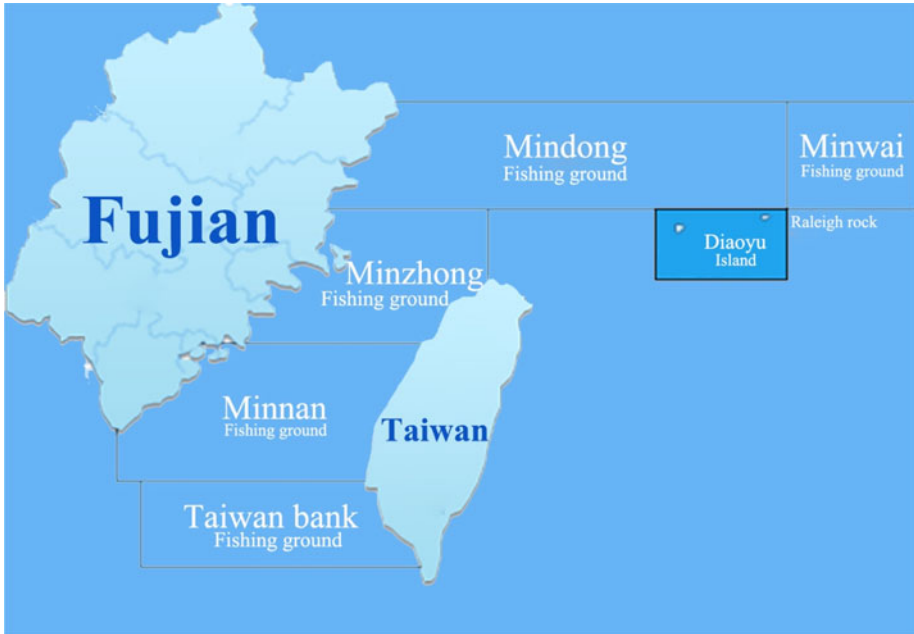 Mindong
Fishing ground
Minwai
Fishing ground
Fujian
Raleigh rock
Diaoyu
Island
Minzhong
Fishing ground
Minnan
Fishing ground
Taiwan
Taiwan bank
Fishing ground